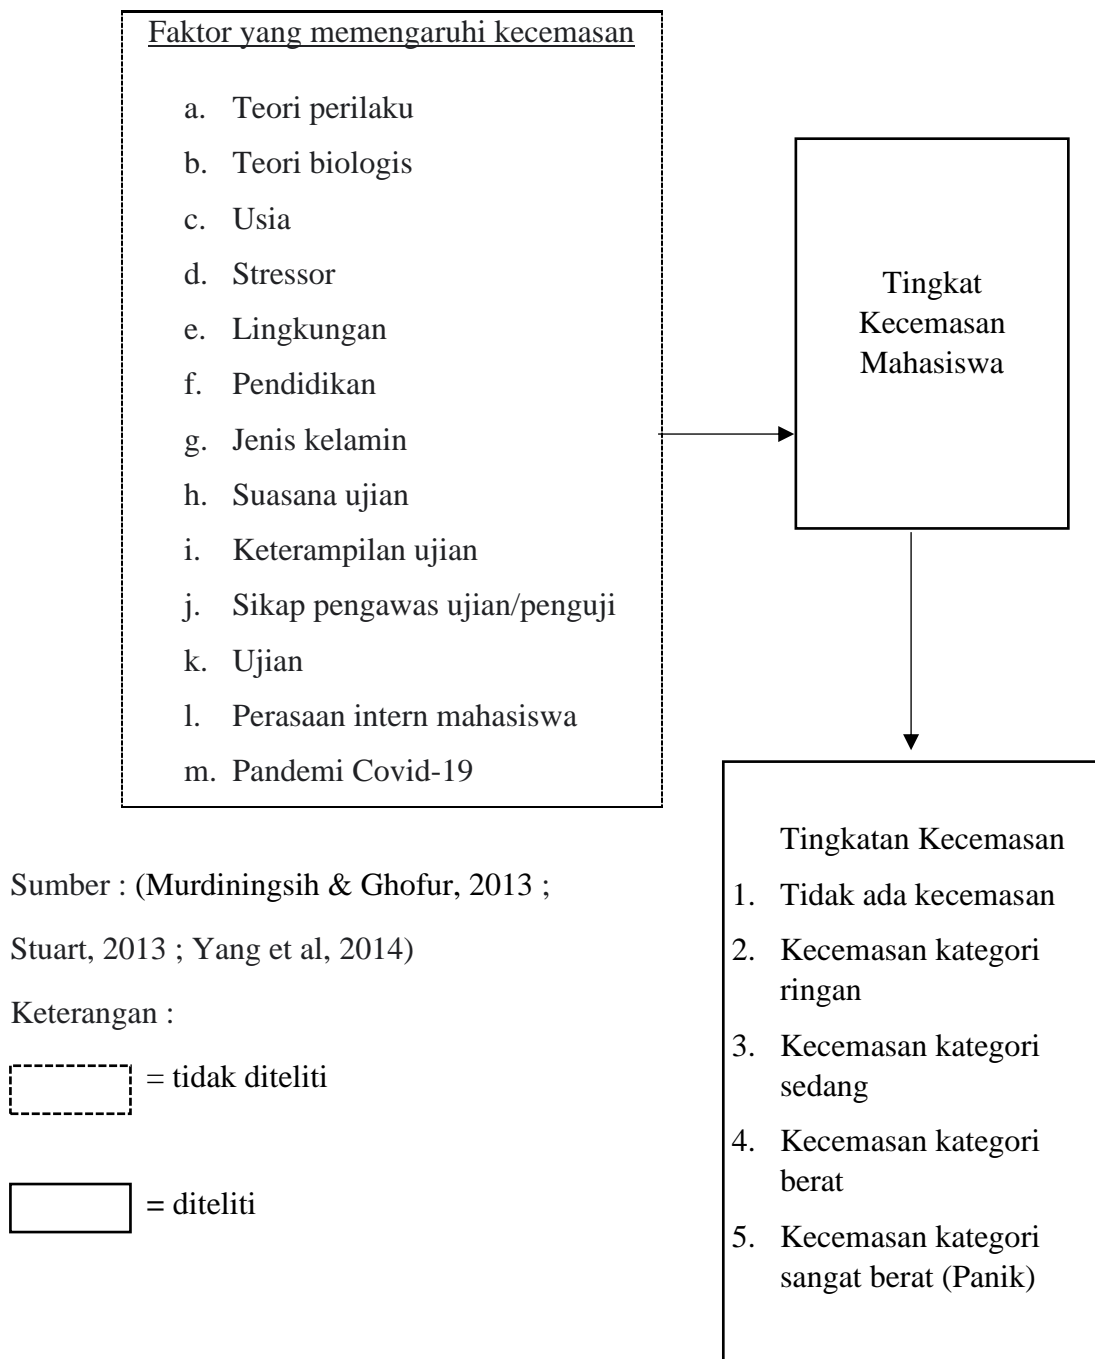 Faktor yang memengaruhi kecemasan
a. Teori perilaku
b. Teori biologis
c. Usia
d. Stressor
e. Lingkungan
f. Pendidikan
g. Jenis kelamin
h. Suasana ujian
i. Keterampilan ujian
j. Sikap pengawas ujian/penguji
k. Ujian
l. Perasaan intern mahasiswa
m. Pandemi Covid-19
Tingkat
Kecemasan
Mahasiswa
Tingkatan Kecemasan
1. Tidak ada kecemasan
2. Kecemasan kategori
ringan
3. Kecemasan kategori
sedang
4. Kecemasan kategori
berat
5. Kecemasan kategori
sangat berat (Panik)
Sumber : (Murdiningsih & Ghofur, 2013 ;
Stuart, 2013 ; Yang et al, 2014)
Keterangan :
= tidak diteliti
= diteliti